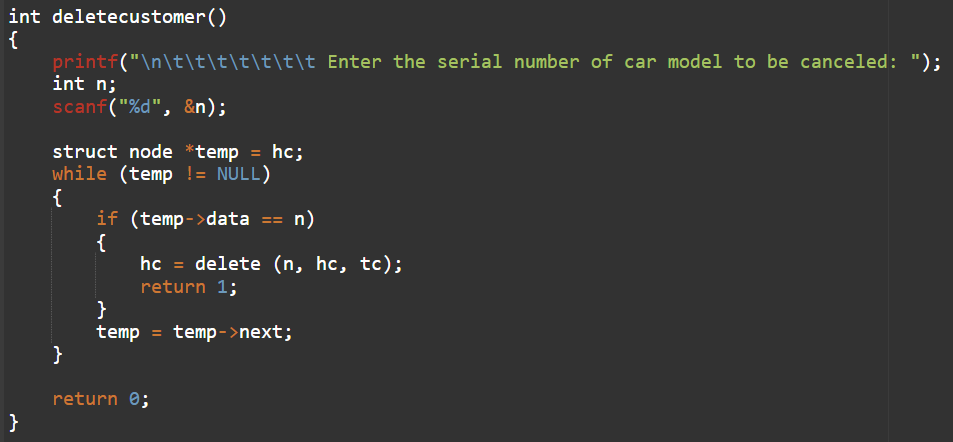 int deletecustomer()
{
    printf("\n\t\t\t\t\t\t\t Enter the serial number of car model to be canceled: ");
    int n;
    scanf("%d", &n);

    struct node *temp = hc;
    while (temp != NULL)
    {
        if (temp->data == n)
        {
            hc = delete (n, hc, tc);
            return 1;
        }
        temp = temp->next;
    }

    return 0;
}